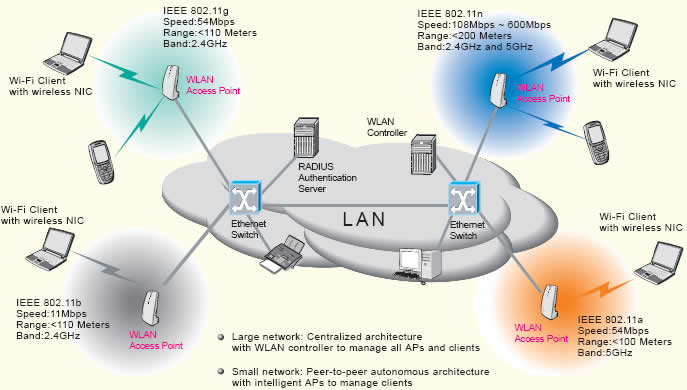 IEEE 802.11g
Speed:54Mbps
Range:<110 Meters
Band:2.4GHz
Wi-Fi Client
with wireless NIC
WLAN
Access Point
IEEE 802.11n
Speed:108Mbps ~ 600Mbps
Range:<200 Meters
Band:2.4GHz and 5GHz
Wi-Fi Client
with wireless NIC
WLAN
Access Point
WLAN
Controller
RADIUS
Authentication
Server
LAN
Ethernet
Switch
Ethernet
Switch
Wi-Fi Client
with wireless NIC
IEEE 802.11b
Speed:11Mbps
Range:<110 Meters
Band:2.4GHz
WLAN
Access Point
Wi-Fi Client
with wireless NIC
WLAN
Access Point
IEEE 802.11a
Speed:54Mbps
Range:<100 Meters
Band:5GHz
Large network: Centralized architecture
with WLAN controller to manage all APs and clients
Small network: Peer-to-peer autonomous architecture
with intelligent APs to manage clients